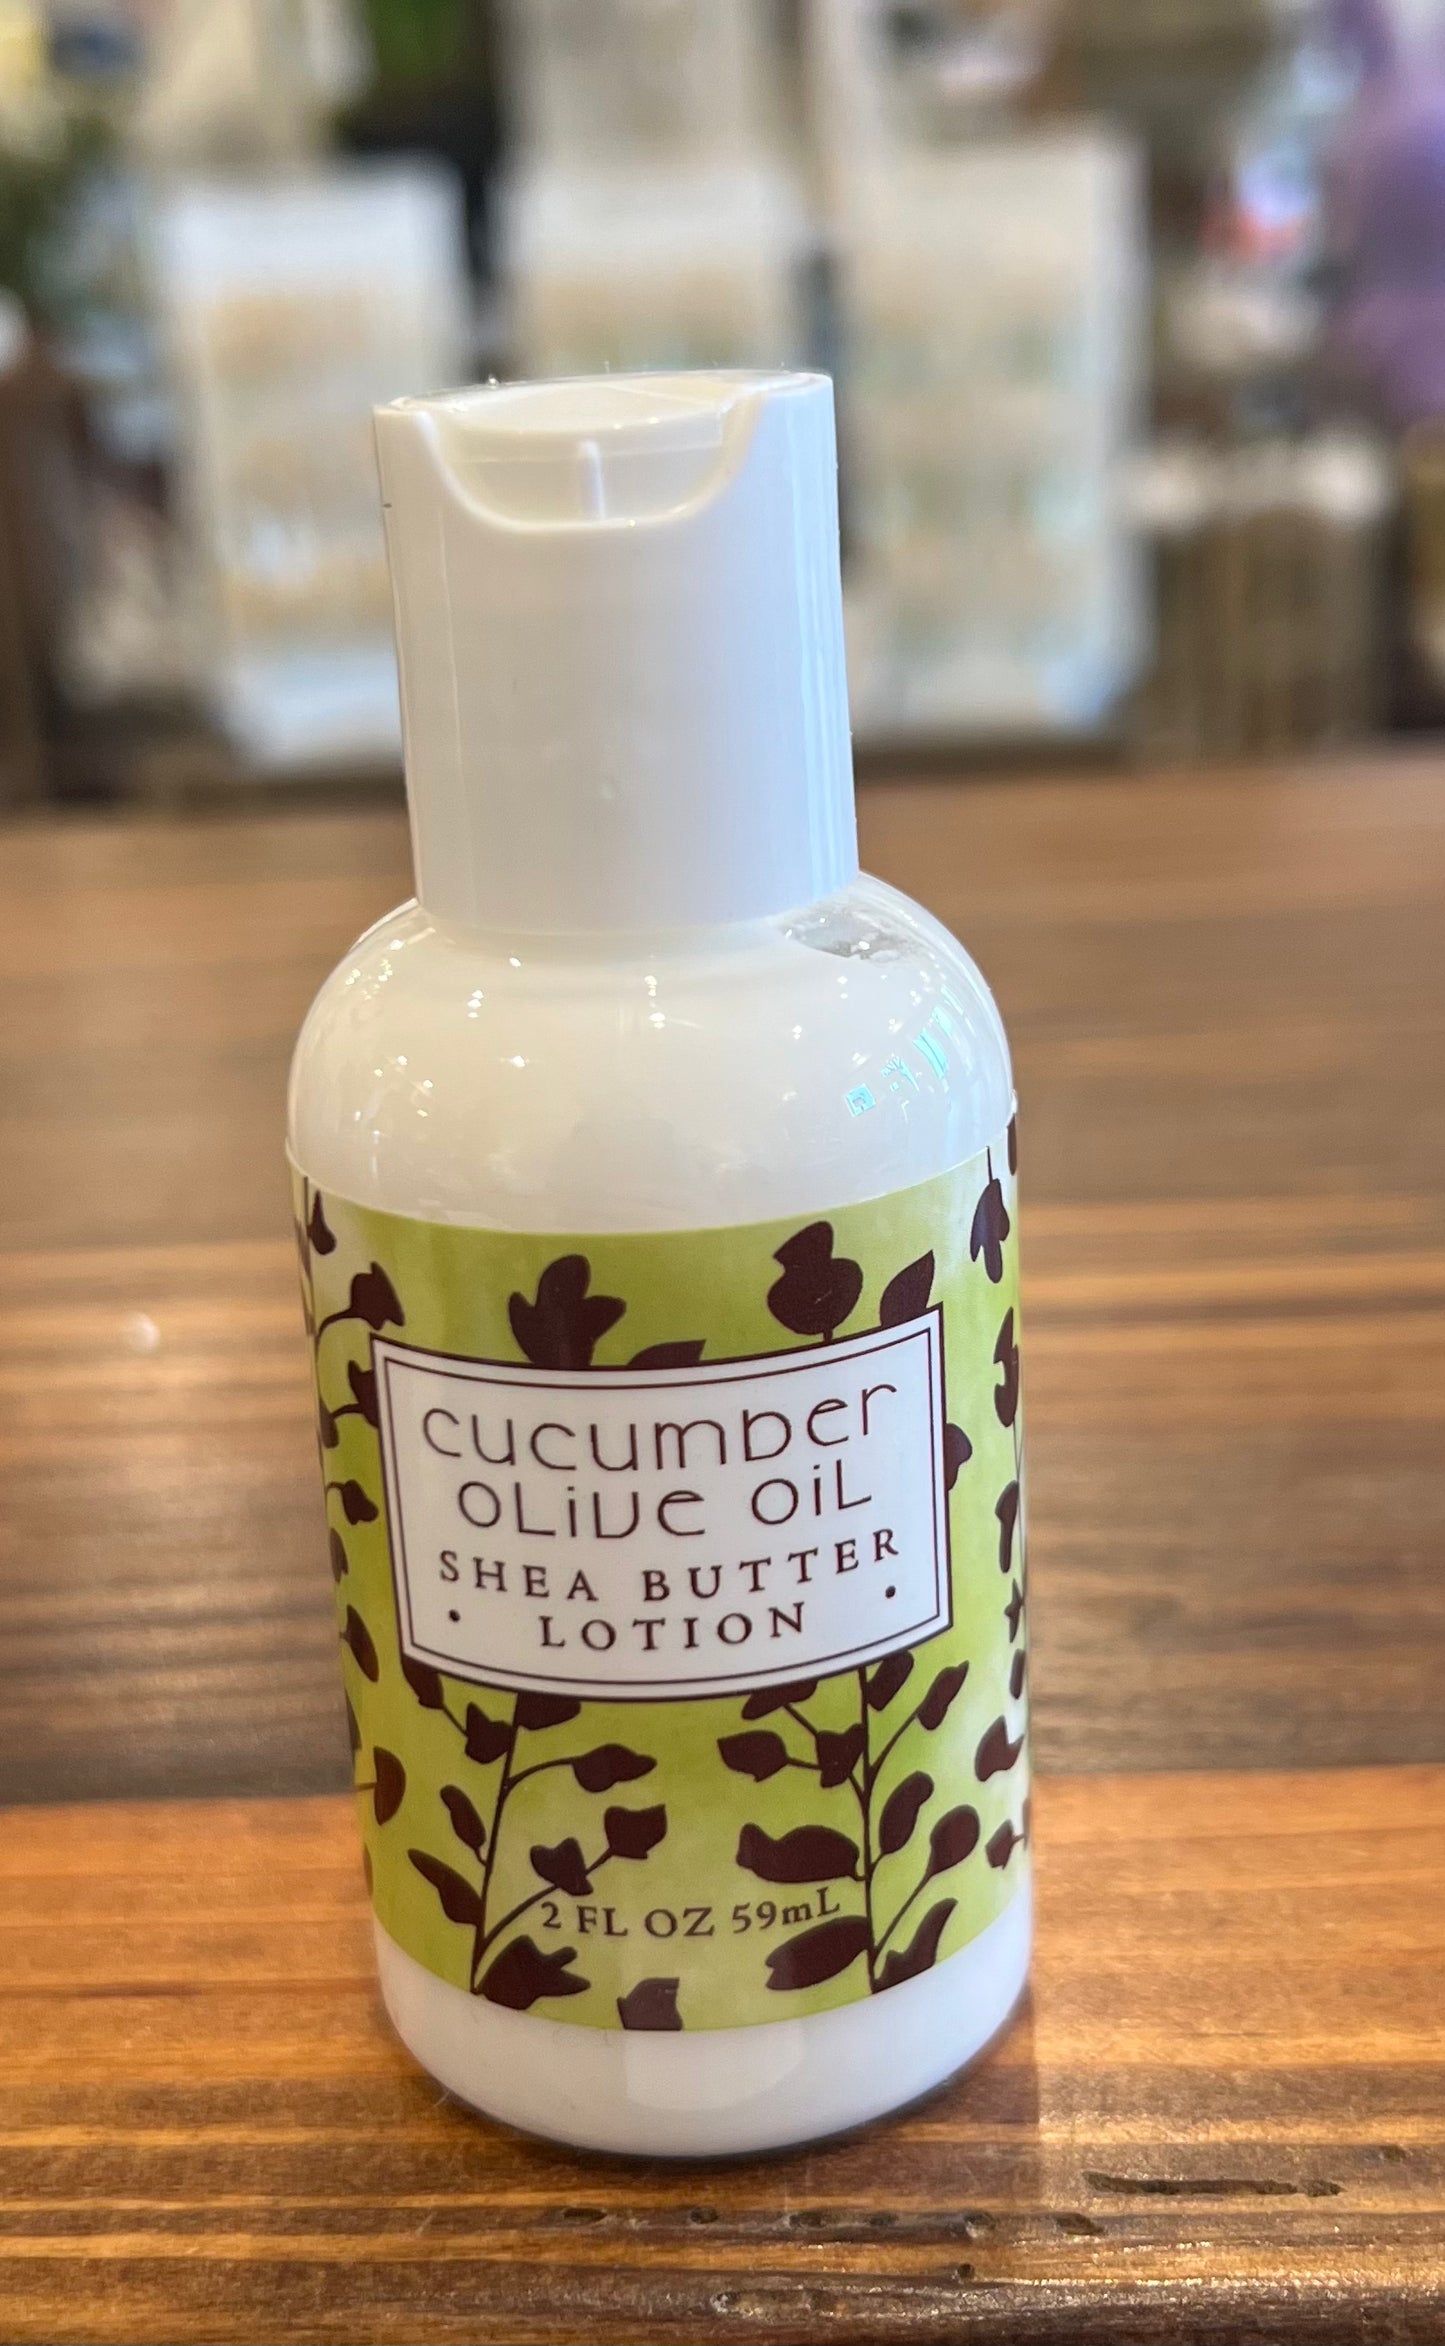 cucumber
olive oil
SHEA BUTTER
• LOTION •
2 FL OZ 59mL